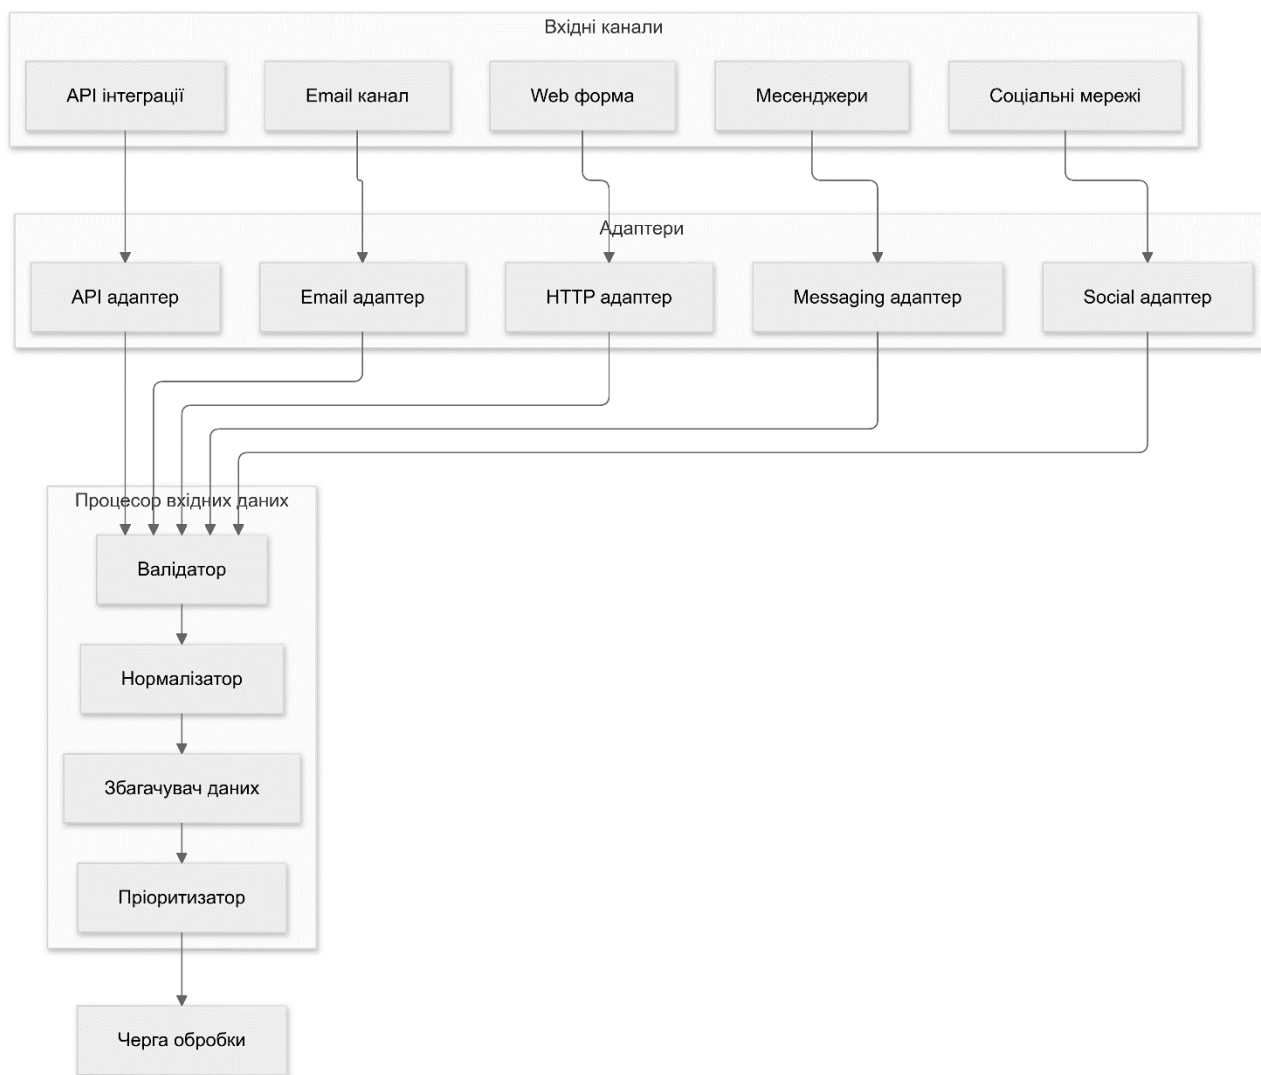 Вхідні канали
API інтеграції
Email канал
Web форма
Месенджери
Соціальні мережі
Адаптери
API адаптер
Email адаптер
HTTP адаптер
Messaging адаптер
Social адаптер
Процесор вхідних даних
Валідатор
Нормалізатор
Збагачувач даних
Пріоритизатор
Черга обробки